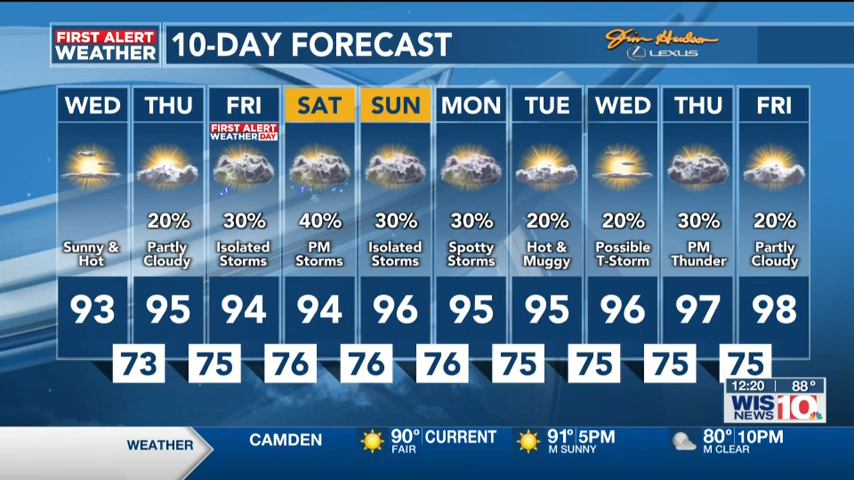 FIRST ALERT
WEATHER
10-DAY FORECAST
Jim Hudson
LEXUS
WED THU FRI SAT SUN MON TUE WED THU FRI
FIRST ALERT
WEATHER DAY
20% 30% 40% 30% 30% 20% 20% 30% 20%
Sunny & Partly Isolated PM Isolated Spotty Hot & Possible PM Partly
Hot Cloudy Storms Storms Storms Storms Muggy T-Storm Thunder Cloudy
93 95 94 94 96 95 95 96 97 98
73 75 76 76 76 75 75 75 75
12:20 88°
WIS
NEWS 10
WEATHER CAMDEN 90° CURRENT 91° 5PM 80° 10PM
FAIR M SUNNY M CLEAR